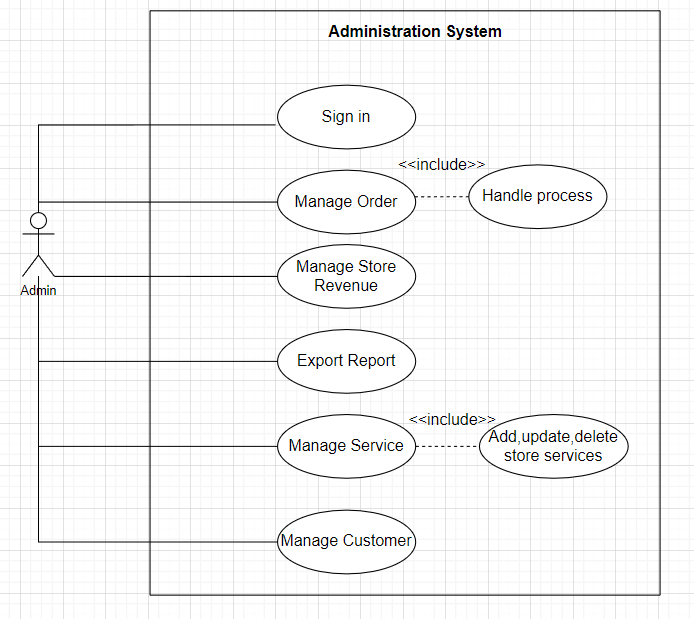 Administration System
Sign in
<<include>>
Manage Order
Handle process
Manage Store
Revenue
Admin
Export Report
<<include>>
Manage Service
Add,update,delete
store services
Manage Customer